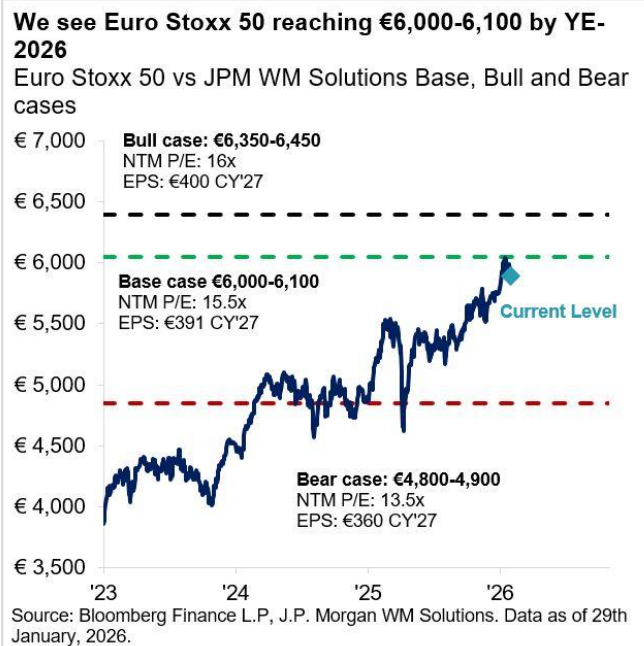 We see Euro Stoxx 50 reaching €6,000-6,100 by YE-
2026
Euro Stoxx 50 vs JPM WM Solutions Base, Bull and Bear
cases
€ 7,000
Bull case: €6,350-6,450
NTM P/E: 16x
EPS: €400 CY'27
€ 6,500
€ 6,000
Base case €6,000-6,100
NTM P/E: 15.5x
EPS: €391 CY'27
€ 5,500
Current Level
€ 5,000
€ 4,500
Bear case: €4,800-4,900
NTM P/E: 13.5x
EPS: €360 CY'27
€ 4,000
€ 3,500
'23
'24
'25
'26
Source: Bloomberg Finance L.P, J.P. Morgan WM Solutions. Data as of 29th
January, 2026.